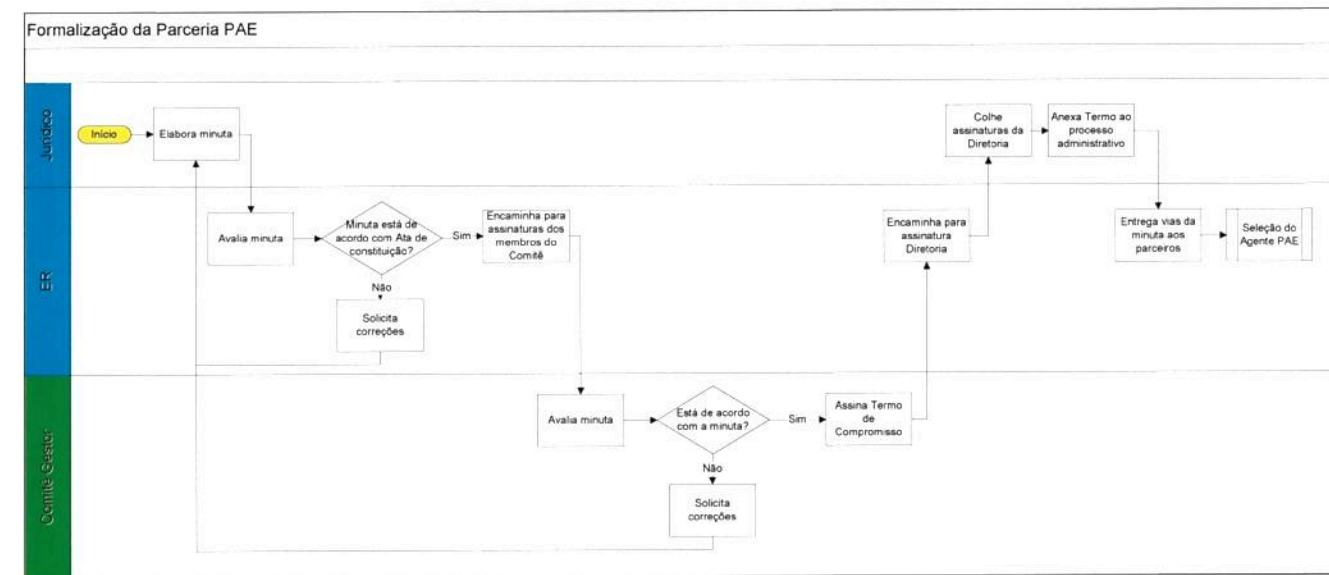 Formalização da Parceria PAE
Jurídico
Início
Elabora minuta
Colhe
assinaturas da
Diretoria
Anexa Termo ao
processo
administrativo
ER
Avalia minuta
Minuta está de
acordo com Ata de
constituição?
Sim
Encaminha para
assinaturas dos
membros do
Comitê
Não
Solicita
correções
Encaminha para
assinatura
Diretoria
Entrega vias da
minuta aos
parceiros
Seleção do
Agente PAE
Comitê Gestor
Avalia minuta
Está de acordo
com a minuta?
Sim
Assina Termo
de
Compromisso
Não
Solicita
correções